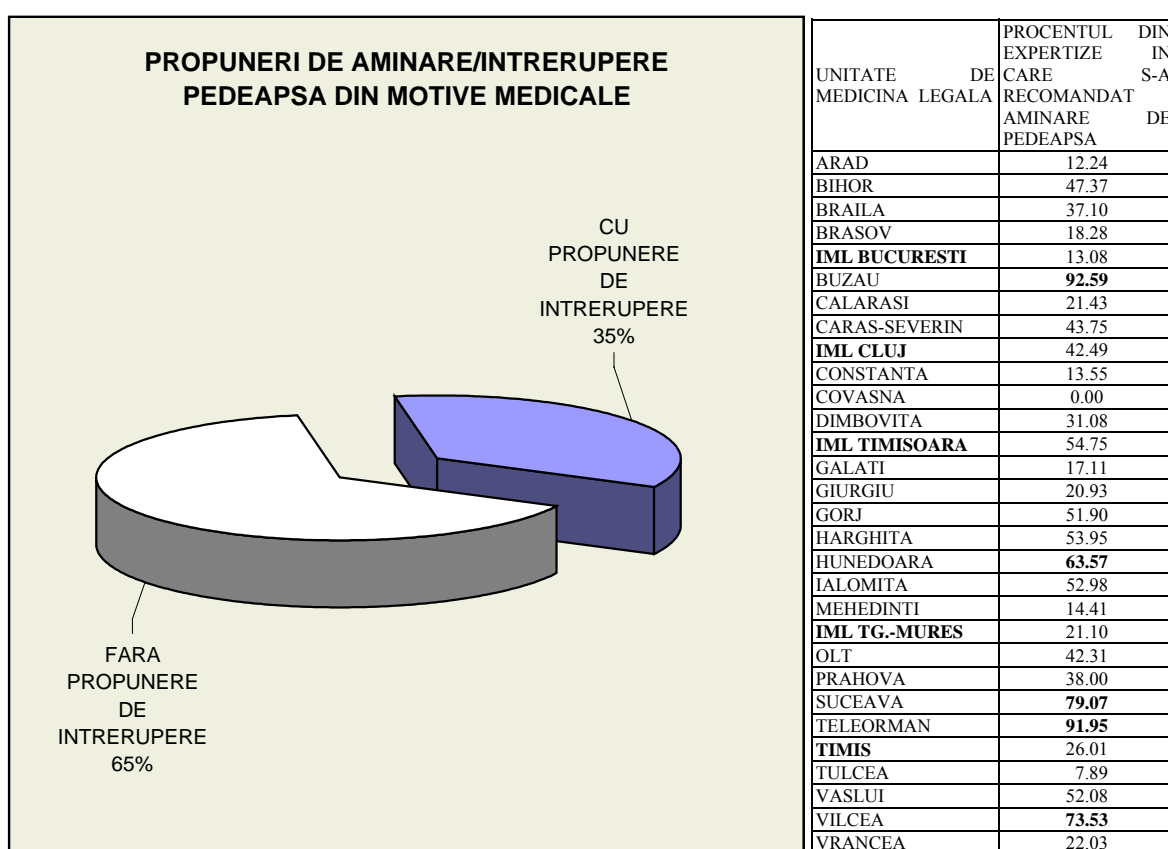 PROPUNERI DE AMINARE/INTRERUPERE
PEDEAPSA DIN MOTIVE MEDICALE
CU
PROPUNERE
DE
INTRERUPERE
35%
FARA
PROPUNERE
DE
INTRERUPERE
65%
UNITATE DE
MEDICINA LEGALA
PROCENTUL DIN
EXPERTIZE IN
CARE S-A
RECOMANDAT
AMINARE DE
PEDEAPSA
ARAD 12.24
BIHOR 47.37
BRAILA 37.10
BRASOV 18.28
IML BUCURESTI 13.08
BUZAU 92.59
CALARASI 21.43
CARAS-SEVERIN 43.75
IML CLUJ 42.49
CONSTANTA 13.55
COVASNA 0.00
DIMBOVITA 31.08
IML TIMISOARA 54.75
GALATI 17.11
GIURGIU 20.93
GORJ 51.90
HARGHITA 53.95
HUNEDOARA 63.57
IALOMITA 52.98
MEHEDINTI 14.41
IML TG.-MURES 21.10
OLT 42.31
PRAHOVA 38.00
SUCEAVA 79.07
TELEORMAN 91.95
TIMIS 26.01
TULCEA 7.89
VASLUI 52.08
VILCEA 73.53
VRANCEA 22.03